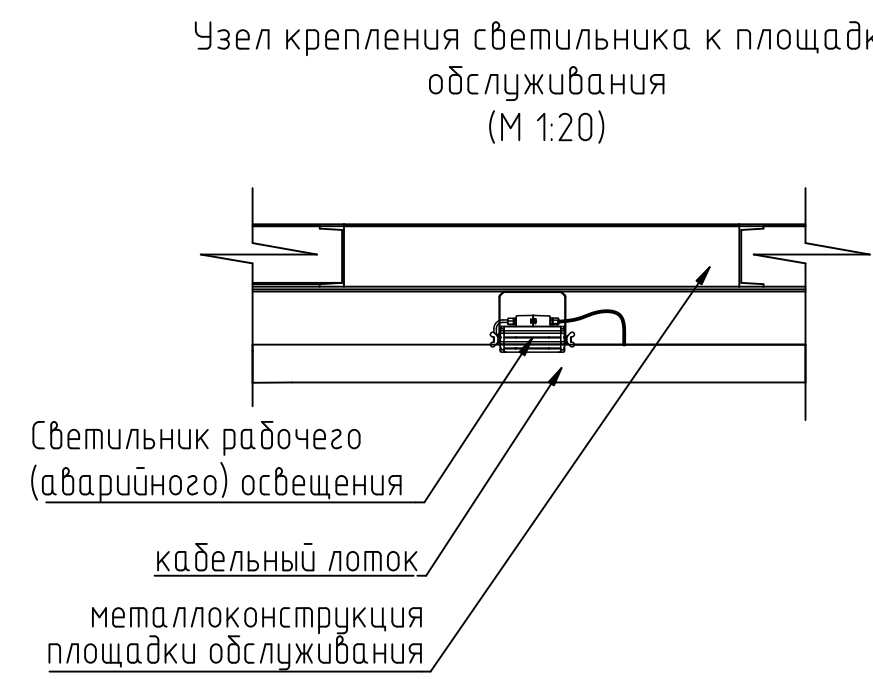 Узел крепления светильника к площадк
обслуживания
(М 1:20)
Светильник рабочего
(аварийного) освещения
кабельный лоток
металлоконструкция
площадки обслуживания